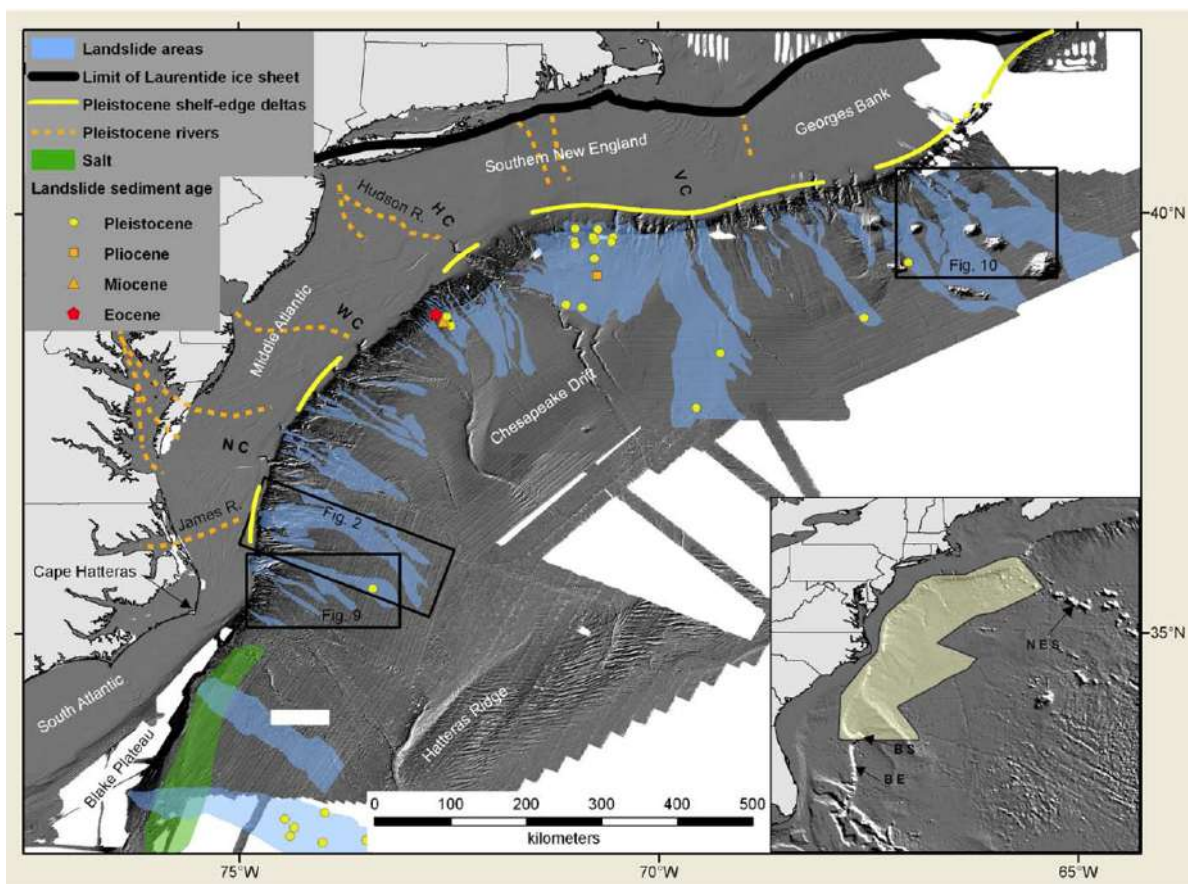 Landslide areas
Limit of Laurentide ice sheet
Pleistocene shelf-edge deltas
Pleistocene rivers
Salt
Landslide sediment age
Pleistocene
Pliocene
Miocene
Eocene
Georges Bank
Southern New England
V C
Hudson R.
H C
40°N
Fig. 10
Middle Atlantic
W C
Chesapeake Drift
N C
James R.
Fig. 2
Cape Hatteras
Fig. 9
35°N
N E S
South Atlantic
Hatteras Ridge
B S
Blake Plateau
B E
0 100 200 300 400 500
kilometers
75°W
70°W
65°W